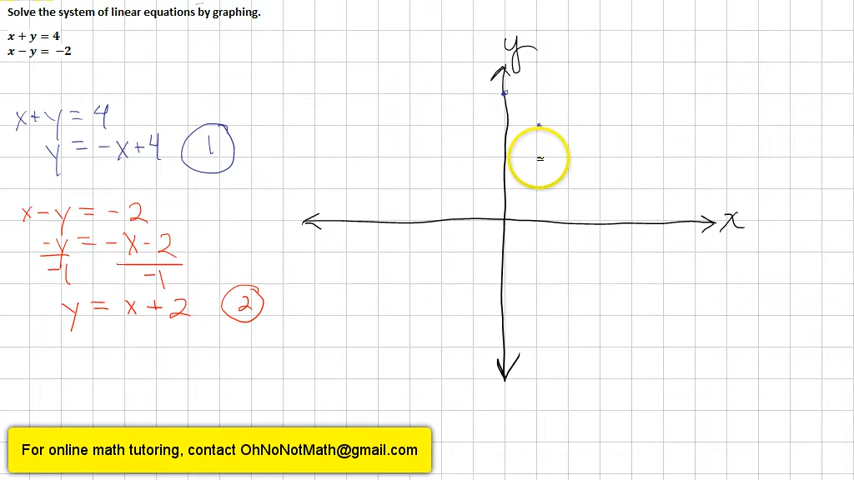 Solve the system of linear equations by graphing.
x + y = 4
x − y = −2
x+y = 4
y = -x+4 1
x-y = -2
-y = -x-2
-1 -1
y = x+2 2
y
x
For online math tutoring, contact OhNoNotMath@gmail.com